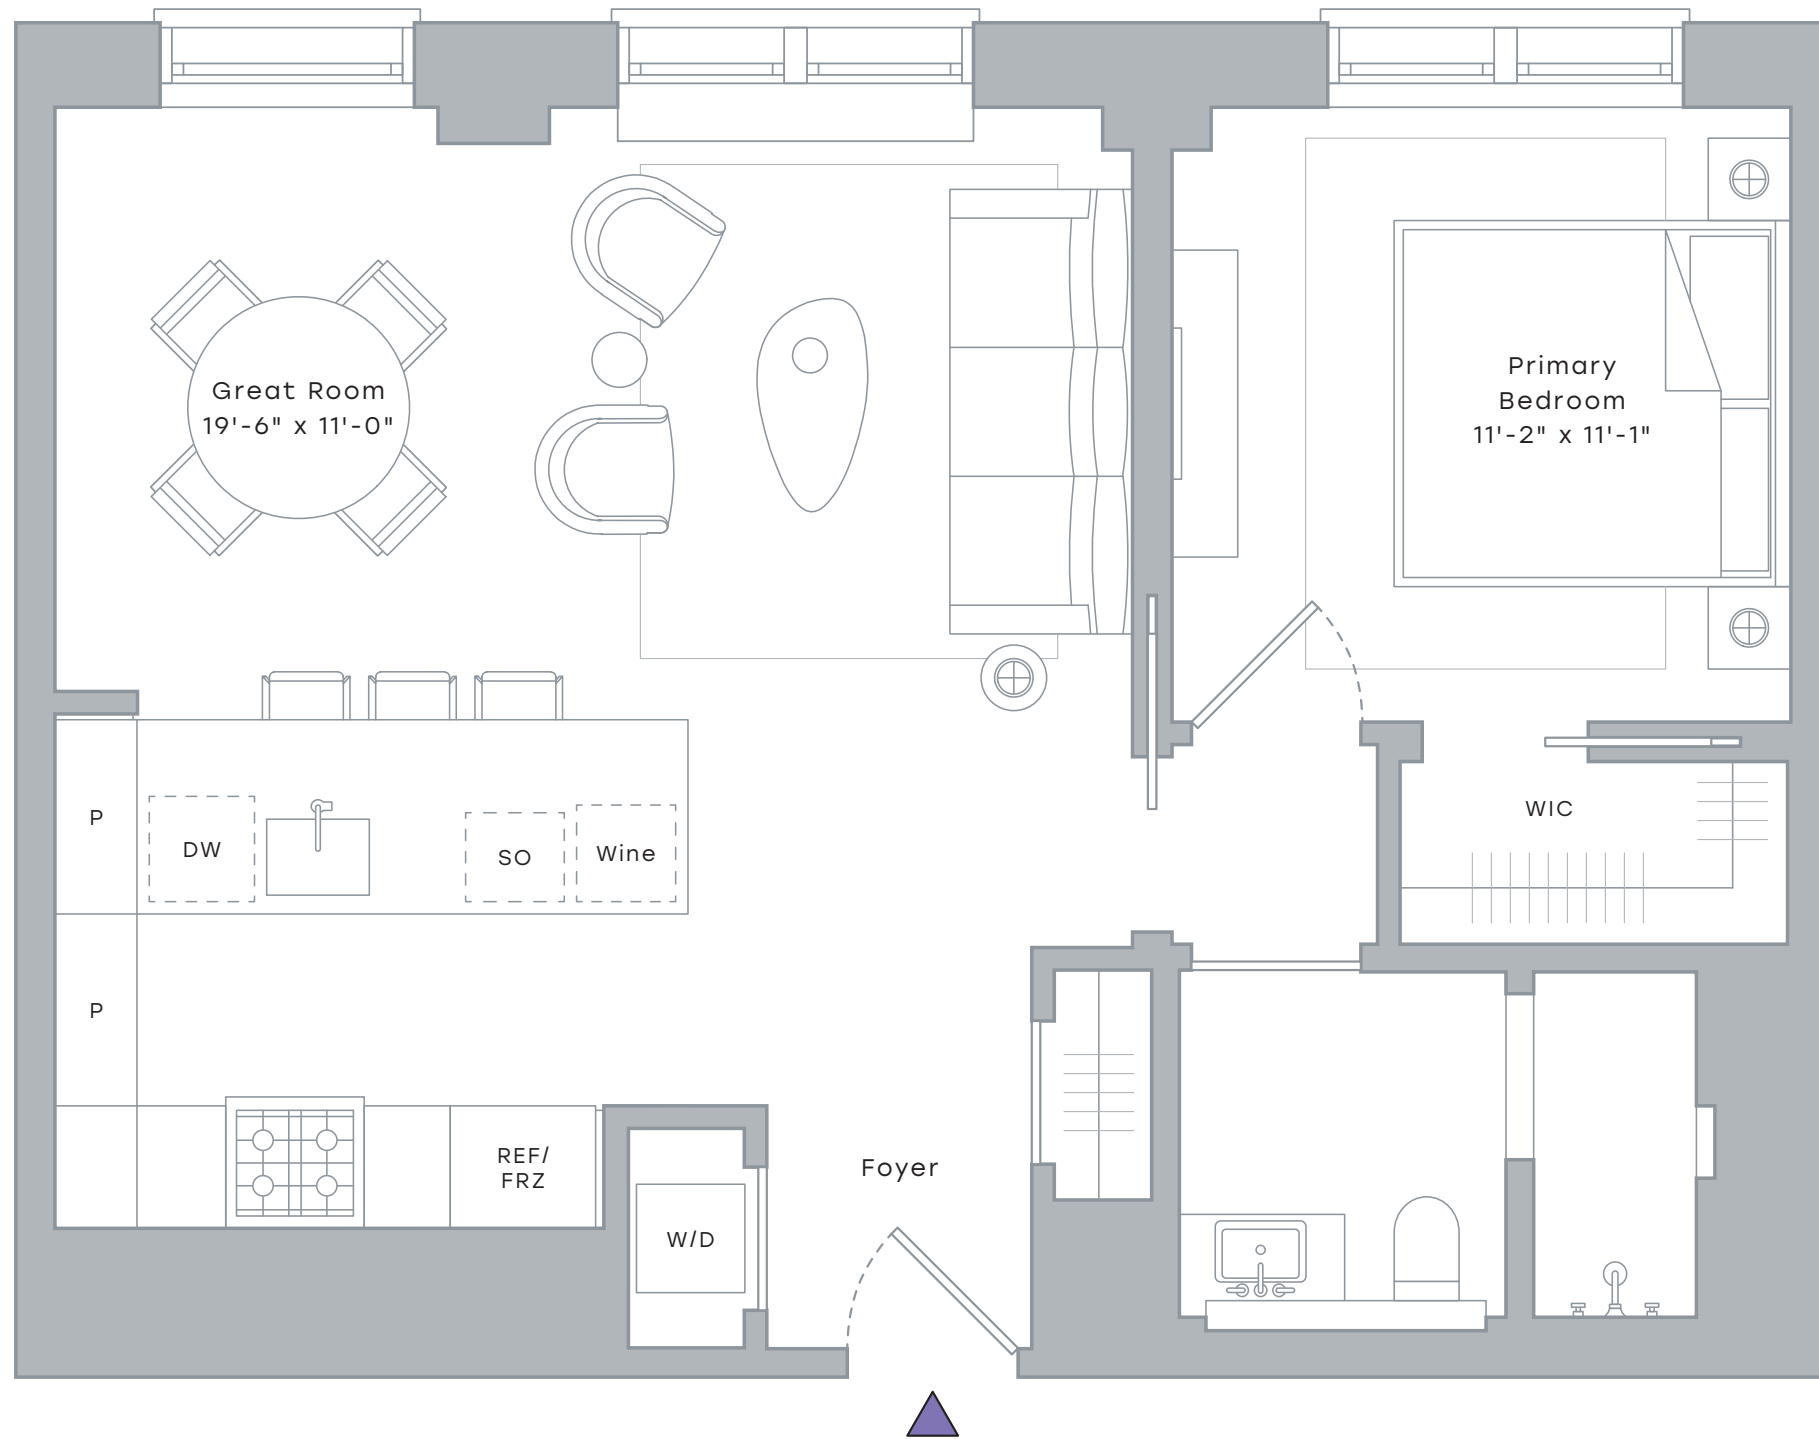 Great Room
19'-6" x 11'-0"
Primary
Bedroom
11'-2" x 11'-1"
P
DW
SO
Wine
WIC
P
REF/
FRZ
W/D
Foyer